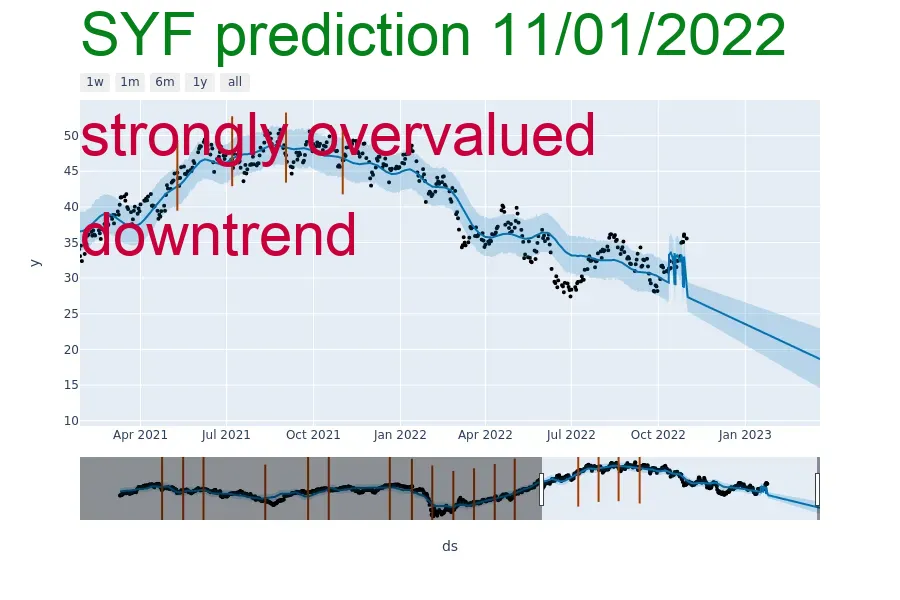 SYF prediction 11/01/2022
1w 1m 6m 1y all
strongly overvalued
downtrend
50
45
40
35
30
25
20
15
10
y
Apr 2021 Jul 2021 Oct 2021 Jan 2022 Apr 2022 Jul 2022 Oct 2022 Jan 2023
ds